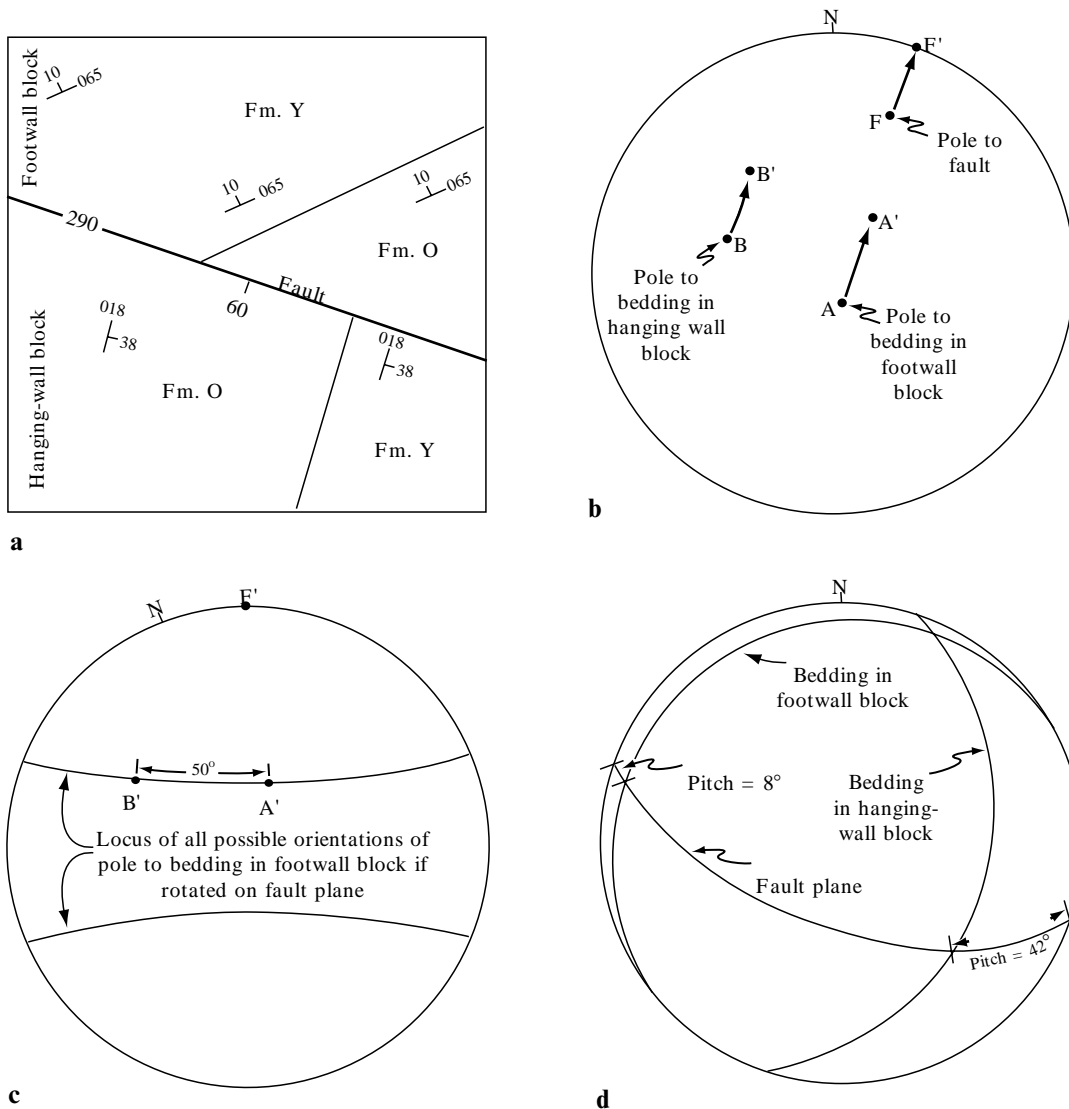 Footwall block
10
065
Fm. Y
10
065
10
065
290
Fm. O
Fault
60
018
38
018
38
Fm. O
Fm. Y
Hanging-wall block
a
N
F'
F
Pole to
fault
B'
B
A'
A
Pole to
bedding in
hanging wall
block
Pole to
bedding in
footwall
block
b
N
F'
50°
B'
A'
Locus of all possible orientations of
pole to bedding in footwall block if
rotated on fault plane
c
N
Bedding in
footwall block
Pitch = 8°
Bedding
in hanging-
wall block
Fault plane
Pitch = 42°
d